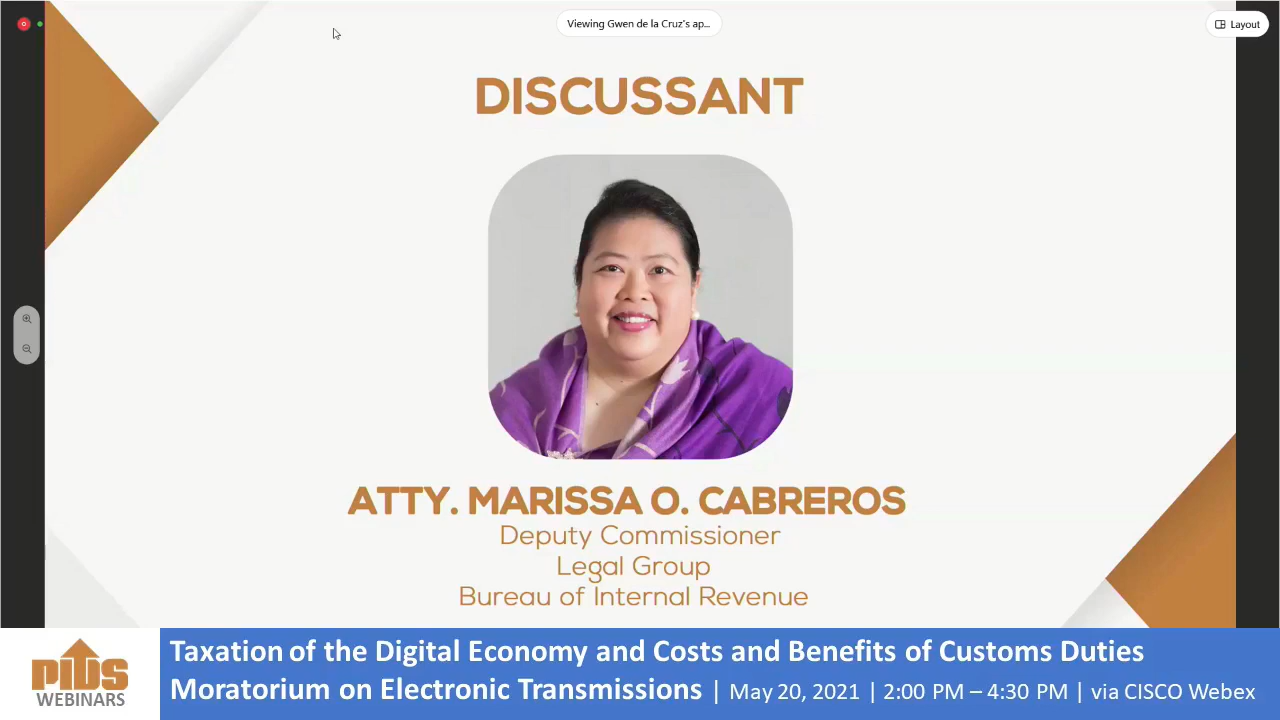 Viewing Gwen de la Cruz's ap...
Layout
DISCUSSANT
ATTY. MARISSA O. CABREROS
Deputy Commissioner
Legal Group
Bureau of Internal Revenue
PIDS
WEBINARS
Taxation of the Digital Economy and Costs and Benefits of Customs Duties
Moratorium on Electronic Transmissions | May 20, 2021 | 2:00 PM – 4:30 PM | via CISCO Webex